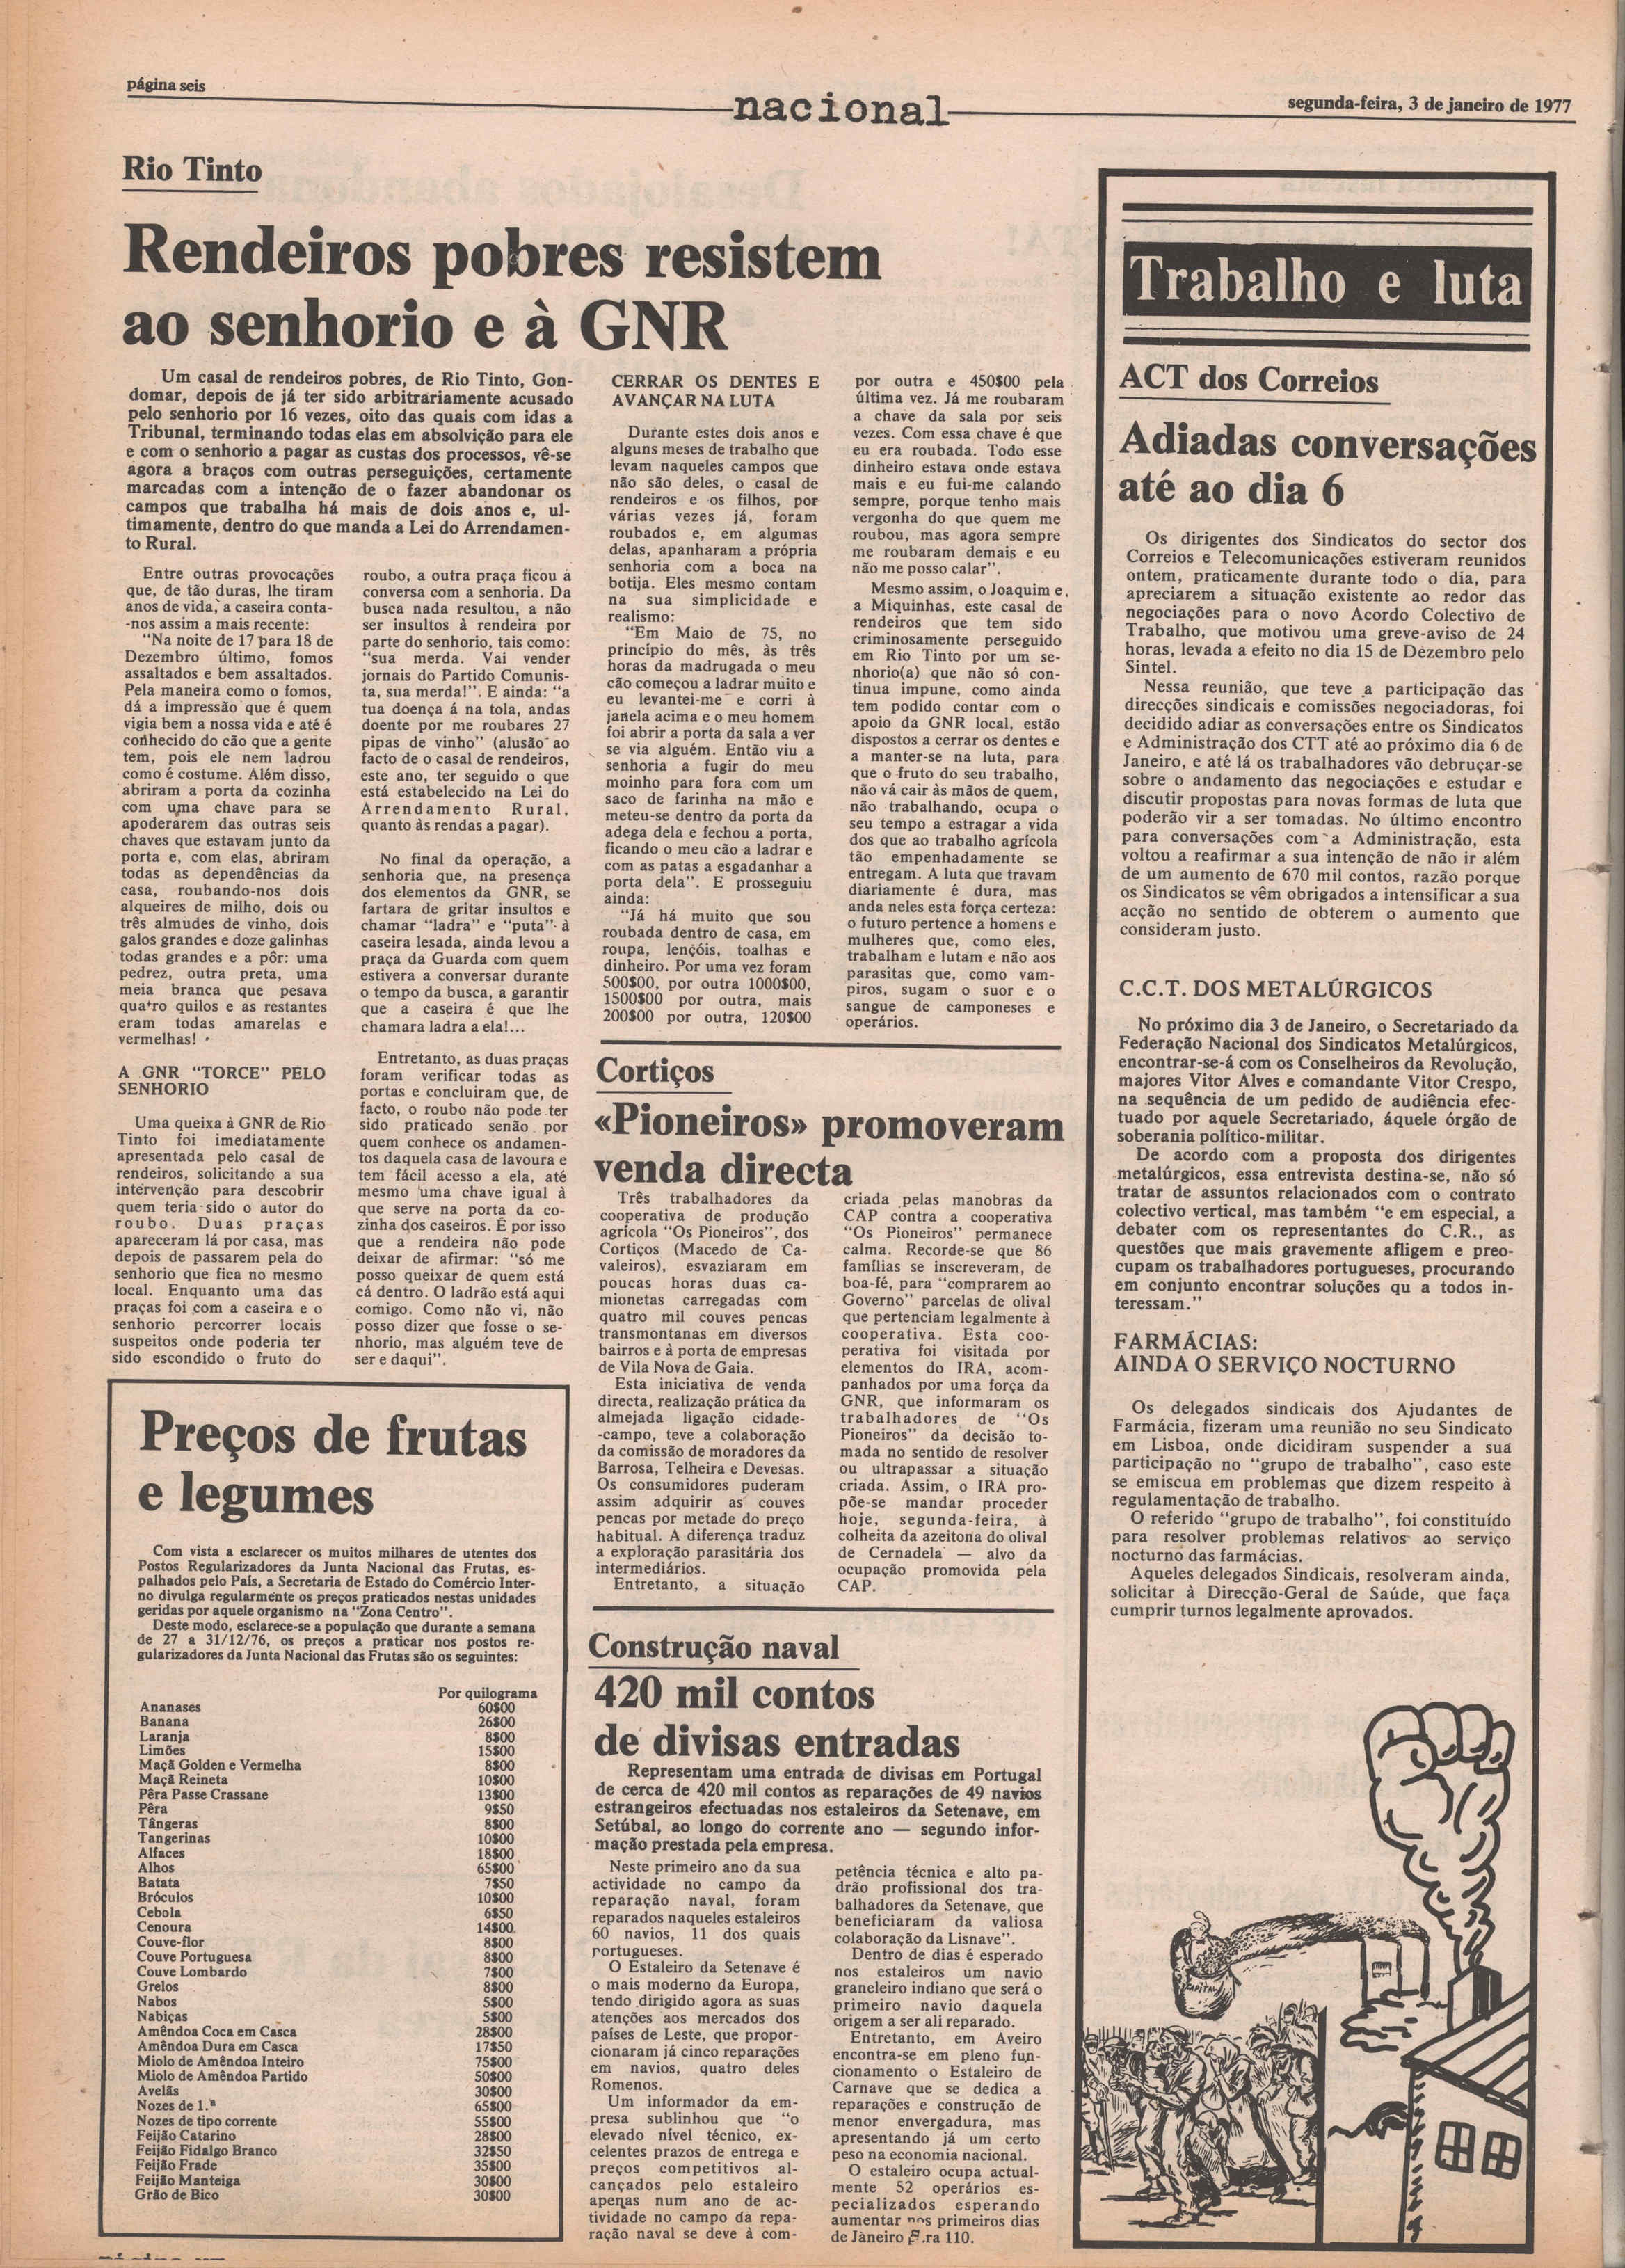 página seis
nacional
segunda-feira, 3 de janeiro de 1977
Rio Tinto
Rendeiros pobres resistem
ao senhorio e à GNR
Um casal de rendeiros pobres, de Rio Tinto, Gon-
domar, depois de já ter sido arbitrariamente acusado
pelo senhorio por 16 vezes, oito das quais com idas a
Tribunal, terminando todas elas em absolvição para ele
e com o senhorio a pagar as custas dos processos, vê-se
agora a braços com outras perseguições, certamente
marcadas com a intenção de o fazer abandonar os
campos que trabalha há mais de dois anos e, ul-
timamente, dentro do que manda a Lei do Arrendamen-
to Rural.
Entre outras provocações
que, de tão duras, lhe tiram
anos de vida, a caseira conta-
-nos assim a mais recente:
"Na noite de 17 para 18 de
Dezembro último, fomos
assaltados e bem assaltados.
Pela maneira como o fomos,
dá a impressão que é quem
vigia bem a nossa vida e até é
conhecido do cão que a gente
tem, pois ele nem ladrou
como é costume. Além disso,
abriram a porta da cozinha
com uma chave para se
apoderarem das outras seis
chaves que estavam junto da
porta e, com elas, abriram
todas as dependências da
casa, roubando-nos dois
alqueires de milho, dois ou
três almudes de vinho, dois
galos grandes e doze galinhas
todas grandes e a pôr: uma
pedrez, outra preta, uma
meia branca que pesava
quatro quilos e as restantes
eram todas amarelas e
vermelhas!
A GNR "TORCE" PELO
SENHORIO
Uma queixa à GNR de Rio
Tinto foi imediatamente
apresentada pelo casal de
rendeiros, solicitando a sua
intervenção para descobrir
quem teria sido o autor do
roubo. Duas praças
apareceram lá por casa, mas
depois de passarem pela do
senhorio que fica no mesmo
local. Enquanto uma das
praças foi com a caseira e o
senhorio percorrer locais
suspeitos onde poderia ter
sido escondido o fruto do
roubo, a outra praça ficou à
conversa com a senhoria. Da
busca nada resultou, a não
ser insultos à rendeira por
parte do senhorio, tais como:
"sua merda. Vai vender
jornais do Partido Comunis-
ta, sua merda!". E ainda: "a
tua doença á na tola, andas
doente por me roubares 27
pipas de vinho" (alusão ao
facto de o casal de rendeiros,
este ano, ter seguido o que
está estabelecido na Lei do
Arrendamento Rural,
quanto às rendas a pagar).
No final da operação, a
senhoria que, na presença
dos elementos da GNR, se
fartara de gritar insultos e
chamar "ladra" e "puta" à
caseira lesada, ainda levou a
praça da Guarda com quem
estivera a conversar durante
o tempo da busca, a garantir
que a caseira é que lhe
chamara ladra a ela!...
Entretanto, as duas praças
foram verificar todas as
portas e concluiram que, de
facto, o roubo não pode ter
sido praticado senão por
quem conhece os andamen-
tos daquela casa de lavoura e
tem fácil acesso a ela, até
mesmo uma chave igual à
que serve na porta da co-
zinha dos caseiros. É por isso
que a rendeira não pode
deixar de afirmar: "só me
posso queixar de quem está
cá dentro. O ladrão está aqui
comigo. Como não vi, não
posso dizer que fosse o se-
nhorio, mas alguém teve de
ser e daqui".
CERRAR OS DENTES E
AVANÇAR NA LUTA
Durante estes dois anos e
alguns meses de trabalho que
levam naqueles campos que
não são deles, o casal de
rendeiros e os filhos, por
várias vezes já, foram
roubados e, em algumas
delas, apanharam a própria
senhoria com a boca na
botija. Eles mesmo contam
na sua simplicidade e
realismo:
"Em Maio de 75, no
princípio do mês, às três
horas da madrugada o meu
cão começou a ladrar muito e
eu levantei-me e corri à
janela acima e o meu homem
foi abrir a porta da sala a ver
se via alguém. Então viu a
senhoria a fugir do meu
moinho para fora com um
saco de farinha na mão e
meteu-se dentro da porta da
adega dela e fechou a porta,
ficando o meu cão a ladrar e
com as patas a esgadanhar a
porta dela". E prosseguiu
ainda:
"Já há muito que sou
roubada dentro de casa, em
roupa, lençóis, toalhas e
dinheiro. Por uma vez foram
500$00, por outra 1000$00,
1500$00 por outra, mais
200$00 por outra, 120$00
por outra e 450$00 pela
última vez. Já me roubaram
a chave da sala por seis
vezes. Com essa chave é que
eu era roubada. Todo esse
dinheiro estava onde estava
mais e eu fui-me calando
sempre, porque tenho mais
vergonha do que quem me
roubou, mas agora sempre
me roubaram demais e eu
não me posso calar".
Mesmo assim, o Joaquim e
a Miquinhas, este casal de
rendeiros que tem sido
criminosamente perseguido
em Rio Tinto por um se-
nhorio(a) que não só con-
tinua impune, como ainda
tem podido contar com o
apoio da GNR local, estão
dispostos a cerrar os dentes e
a manter-se na luta, para
que o fruto do seu trabalho,
não vá cair às mãos de quem,
não trabalhando, ocupa o
seu tempo a estragar a vida
dos que ao trabalho agrícola
tão empenhadamente se
entregam. A luta que travam
diariamente é dura, mas
anda neles esta força certeza:
o futuro pertence a homens e
mulheres que, como eles,
trabalham e lutam e não aos
parasitas que, como vam-
piros, sugam o suor e o
sangue de camponeses e
operários.
Cortiços
«Pioneiros» promoveram
venda directa
Três trabalhadores da
cooperativa de produção
agrícola "Os Pioneiros", dos
Cortiços (Macedo de Ca-
valeiros), esvaziaram em
poucas horas duas ca-
mionetas carregadas com
quatro mil couves pencas
transmontanas em diversos
bairros e à porta de empresas
de Vila Nova de Gaia.
Esta iniciativa de venda
directa, realização prática da
almejada ligação cidade-
-campo, teve a colaboração
da comissão de moradores da
Barrosa, Telheira e Devesas.
Os consumidores puderam
assim adquirir as couves
pencas por metade do preço
habitual. A diferença traduz
a exploração parasitária dos
intermediários.
Entretanto, a situação
criada pelas manobras da
CAP contra a cooperativa
"Os Pioneiros" permanece
calma. Recorde-se que 86
famílias se inscreveram, de
boa-fé, para "comprarem ao
Governo" parcelas de olival
que pertenciam legalmente à
cooperativa. Esta coo-
perativa foi visitada por
elementos do IRA, acom-
panhados por uma força da
GNR, que informaram os
trabalhadores de "Os
Pioneiros" da decisão to-
mada no sentido de resolver
ou ultrapassar a situação
criada. Assim, o IRA pro-
põe-se mandar proceder
hoje, segunda-feira, à
colheita da azeitona do olival
de Cernadela — alvo da
ocupação promovida pela
CAP.
Construção naval
420 mil contos
de divisas entradas
Representam uma entrada de divisas em Portugal
de cerca de 420 mil contos as reparações de 49 navios
estrangeiros efectuadas nos estaleiros da Setenave, em
Setúbal, ao longo do corrente ano — segundo infor-
mação prestada pela empresa.
Neste primeiro ano da sua
actividade no campo da
reparação naval, foram
reparados naqueles estaleiros
60 navios, 11 dos quais
portugueses.
O Estaleiro da Setenave é
o mais moderno da Europa,
tendo dirigido agora as suas
atenções aos mercados dos
países de Leste, que propor-
cionaram já cinco reparações
em navios, quatro deles
Romenos.
Um informador da em-
presa sublinhou que "o
elevado nível técnico, ex-
celentes prazos de entrega e
preços competitivos al-
cançados pelo estaleiro
apenas num ano de ac-
tividade no campo da repa-
ração naval se deve à com-
petência técnica e alto pa-
drão profissional dos tra-
balhadores da Setenave, que
beneficiaram da valiosa
colaboração da Lisnave".
Dentro de dias é esperado
nos estaleiros um navio
graneleiro indiano que será o
primeiro navio daquela
origem a ser ali reparado.
Entretanto, em Aveiro
encontra-se em pleno fun-
cionamento o Estaleiro de
Carnave que se dedica a
reparações e construção de
menor envergadura, mas
apresentando já um certo
peso na economia nacional.
O estaleiro ocupa actual-
mente 52 operários es-
pecializados esperando
aumentar nos primeiros dias
de Janeiro 110.
Preços de frutas
e legumes
Com vista a esclarecer os muitos milhares de utentes dos
Postos Regularizadores da Junta Nacional das Frutas, es-
palhados pelo País, a Secretaria de Estado do Comércio Inter-
no divulga regularmente os preços praticados nestas unidades
geridas por aquele organismo na "Zona Centro".
Deste modo, esclarece-se a população que durante a semana
de 27 a 31/12/76, os preços a praticar nos postos re-
gularizadores da Junta Nacional das Frutas são os seguintes:
Por quilograma
Ananases 60$00
Banana 26$00
Laranja 8$00
Limões 15$00
Maçã Golden e Vermelha 8$00
Maçã Reineta 10$00
Pêra Passe Crassane 13$00
Pêra 9$50
Tângeras 8$00
Tangerinas 10$00
Alfaces 18$00
Alhos 65$00
Batata 7$50
Bróculos 10$00
Cebola 6$50
Cenoura 14$00
Couve-flor 8$00
Couve Portuguesa 8$00
Couve Lombardo 7$00
Grelos 8$00
Nabos 5$00
Nabiças 5$00
Amêndoa Coca em Casca 28$00
Amêndoa Dura em Casca 17$50
Miolo de Amêndoa Inteiro 75$00
Miolo de Amêndoa Partido 50$00
Avelãs 30$00
Nozes de 1.ª 65$00
Nozes de tipo corrente 55$00
Feijão Catarino 28$00
Feijão Fidalgo Branco 32$50
Feijão Frade 35$00
Feijão Manteiga 30$00
Grão de Bico 30$00
Trabalho e luta
ACT dos Correios
Adiadas conversações
até ao dia 6
Os dirigentes dos Sindicatos do sector dos
Correios e Telecomunicações estiveram reunidos
ontem, praticamente durante todo o dia, para
apreciarem a situação existente ao redor das
negociações para o novo Acordo Colectivo de
Trabalho, que motivou uma greve-aviso de 24
horas, levada a efeito no dia 15 de Dezembro pelo
Sintel.
Nessa reunião, que teve a participação das
direcções sindicais e comissões negociadoras, foi
decidido adiar as conversações entre os Sindicatos
e Administração dos CTT até ao próximo dia 6 de
Janeiro, e até lá os trabalhadores vão debruçar-se
sobre o andamento das negociações e estudar e
discutir propostas para novas formas de luta que
poderão vir a ser tomadas. No último encontro
para conversações com a Administração, esta
voltou a reafirmar a sua intenção de não ir além
de um aumento de 670 mil contos, razão porque
os Sindicatos se vêm obrigados a intensificar a sua
acção no sentido de obterem o aumento que
consideram justo.
C.C.T. DOS METALÚRGICOS
No próximo dia 3 de Janeiro, o Secretariado da
Federação Nacional dos Sindicatos Metalúrgicos,
encontrar-se-á com os Conselheiros da Revolução,
majores Vitor Alves e comandante Vitor Crespo,
na sequência de um pedido de audiência efec-
tuado por aquele Secretariado, áquele órgão de
soberania político-militar.
De acordo com a proposta dos dirigentes
metalúrgicos, essa entrevista destina-se, não só
tratar de assuntos relacionados com o contrato
colectivo vertical, mas também "e em especial, a
debater com os representantes do C.R., as
questões que mais gravemente afligem e preo-
cupam os trabalhadores portugueses, procurando
em conjunto encontrar soluções qu a todos in-
teressam."
FARMÁCIAS:
AINDA O SERVIÇO NOCTURNO
Os delegados sindicais dos Ajudantes de
Farmácia, fizeram uma reunião no seu Sindicato
em Lisboa, onde dicidiram suspender a sua
participação no "grupo de trabalho", caso este
se emiscua em problemas que dizem respeito à
regulamentação de trabalho.
O referido "grupo de trabalho", foi constituído
para resolver problemas relativos ao serviço
nocturno das farmácias.
Aqueles delegados Sindicais, resolveram ainda,
solicitar à Direcção-Geral de Saúde, que faça
cumprir turnos legalmente aprovados.
CAPITAL